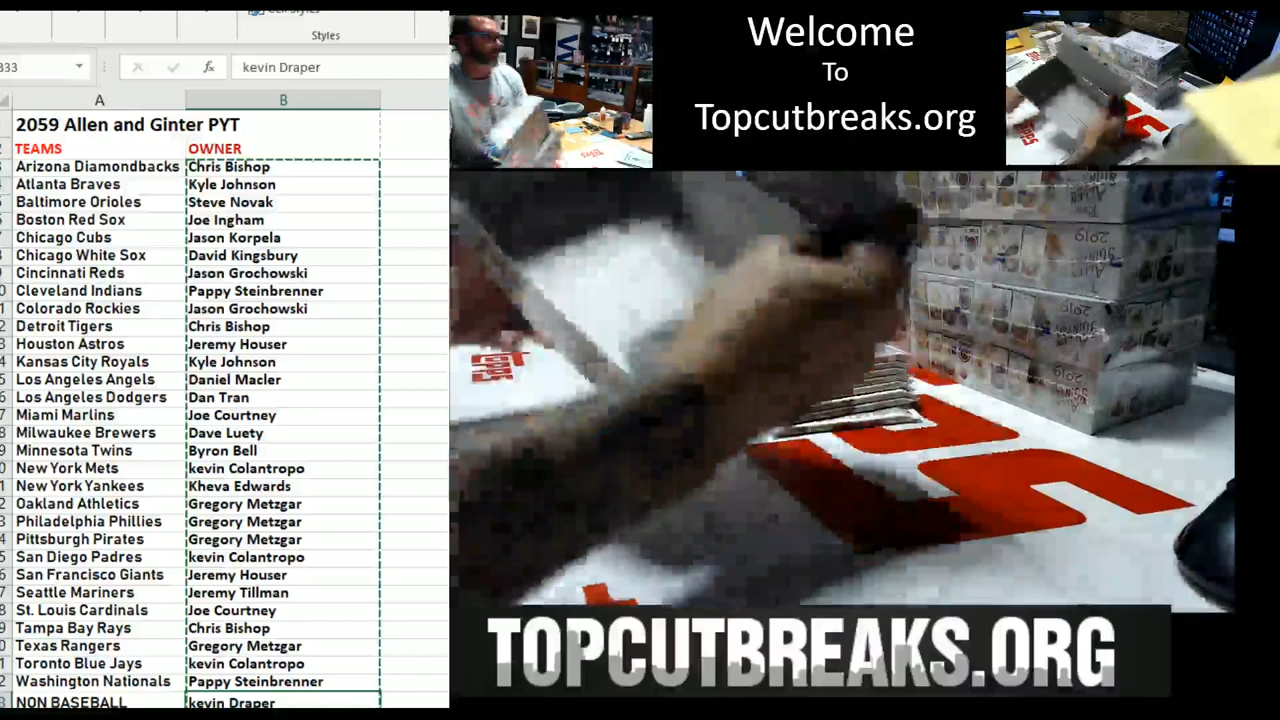 Styles
B33
kevin Draper
A B
2059 Allen and Ginter PYT
TEAMS OWNER
Arizona Diamondbacks Chris Bishop
Atlanta Braves Kyle Johnson
Baltimore Orioles Steve Novak
Boston Red Sox Joe Ingham
Chicago Cubs Jason Korpela
Chicago White Sox David Kingsbury
Cincinnati Reds Jason Grochowski
Cleveland Indians Pappy Steinbrenner
Colorado Rockies Jason Grochowski
Detroit Tigers Chris Bishop
Houston Astros Jeremy Houser
Kansas City Royals Kyle Johnson
Los Angeles Angels Daniel Macler
Los Angeles Dodgers Dan Tran
Miami Marlins Joe Courtney
Milwaukee Brewers Dave Luety
Minnesota Twins Byron Bell
New York Mets kevin Colantropo
New York Yankees Kheva Edwards
Oakland Athletics Gregory Metzgar
Philadelphia Phillies Gregory Metzgar
Pittsburgh Pirates Gregory Metzgar
San Diego Padres kevin Colantropo
San Francisco Giants Jeremy Houser
Seattle Mariners Jeremy Tillman
St. Louis Cardinals Joe Courtney
Tampa Bay Rays Chris Bishop
Texas Rangers Gregory Metzgar
Toronto Blue Jays kevin Colantropo
Washington Nationals Pappy Steinbrenner
NON BASEBALL kevin Draper
Welcome
To
Topcutbreaks.org
2019
2019
2019
TOPPS
TOPCUTBREAKS.ORG